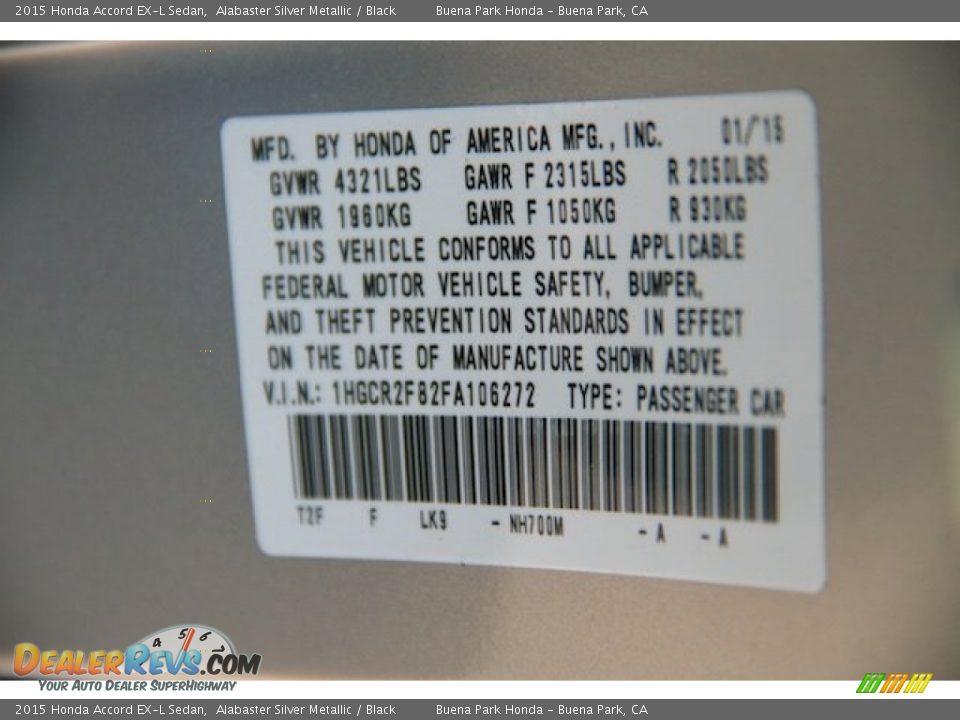 2015 Honda Accord EX-L Sedan, Alabaster Silver Metallic / Black Buena Park Honda - Buena Park, CA
MFD. BY HONDA OF AMERICA MFG., INC. 01/'15
GVWR 4321LBS GAWR F 2315LBS R 2050LBS
GVWR 1960KG GAWR F 1050KG R 930KG
THIS VEHICLE CONFORMS TO ALL APPLICABLE
FEDERAL MOTOR VEHICLE SAFETY, BUMPER,
AND THEFT PREVENTION STANDARDS IN EFFECT
ON THE DATE OF MANUFACTURE SHOWN ABOVE.
V.I.N.: 1HGCR2F82FA106272 TYPE: PASSENGER CAR
T2F F LK9 - NH700M - A - A
4 5 6 7
DEALERREVS.COM
YOUR AUTO DEALER SUPERHIGHWAY
2015 Honda Accord EX-L Sedan, Alabaster Silver Metallic / Black Buena Park Honda - Buena Park, CA